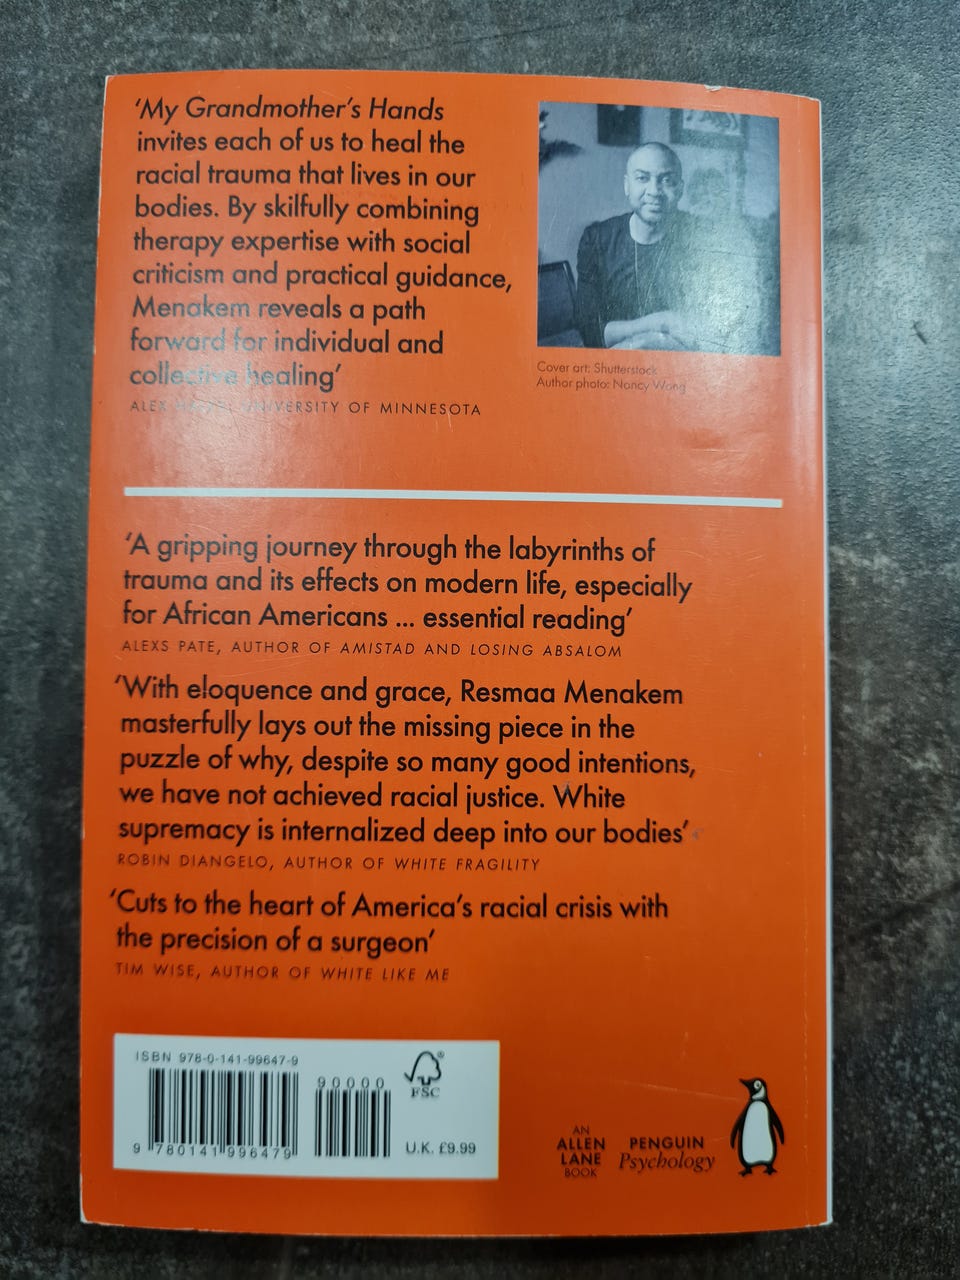 ‘My Grandmother’s Hands
invites each of us to heal the
racial trauma that lives in our
bodies. By skilfully combining
therapy expertise with social
criticism and practical guidance,
Menakem reveals a path
forward for individual and
collective healing’
ALEX UNIVERSITY OF MINNESOTA
Cover art: Shutterstock
Author photo: Nancy Wong
‘A gripping journey through the labyrinths of
trauma and its effects on modern life, especially
for African Americans ... essential reading’
ALEXS PATE, AUTHOR OF AMISTAD AND LOSING ABSALOM
‘With eloquence and grace, Resmaa Menakem
masterfully lays out the missing piece in the
puzzle of why, despite so many good intentions,
we have not achieved racial justice. White
supremacy is internalized deep into our bodies’
ROBIN DIANGELO, AUTHOR OF WHITE FRAGILITY
‘Cuts to the heart of America’s racial crisis with
the precision of a surgeon’
TIM WISE, AUTHOR OF WHITE LIKE ME
ISBN 978-0-141-99647-9
90000
FSC
9 780141 996479
U.K. £9.99
AN
ALLEN
LANE
BOOK
PENGUIN
Psychology